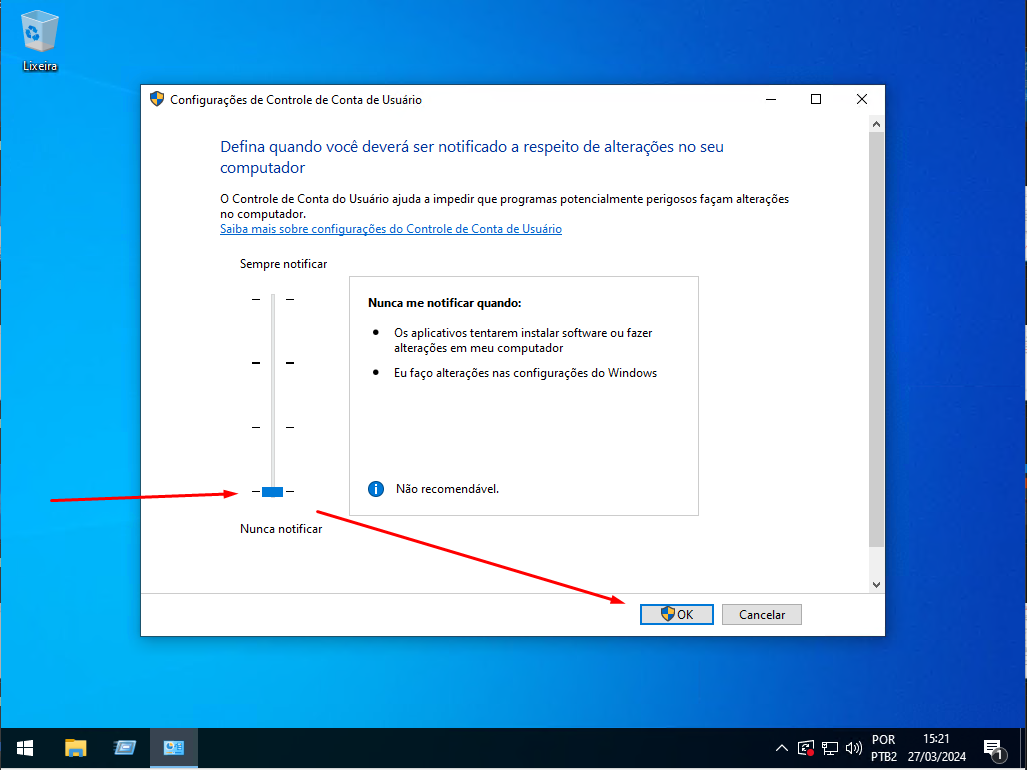 Lixeira
Configurações de Controle de Conta de Usuário
Defina quando você deverá ser notificado a respeito de alterações no seu
computador
O Controle de Conta do Usuário ajuda a impedir que programas potencialmente perigosos façam alterações
no computador.
Saiba mais sobre configurações do Controle de Conta de Usuário
Sempre notificar
Nunca me notificar quando:
Os aplicativos tentarem instalar software ou fazer
alterações em meu computador
Eu faço alterações nas configurações do Windows
Não recomendável.
Nunca notificar
OK
Cancelar
POR
PTB2
15:21
27/03/2024
1